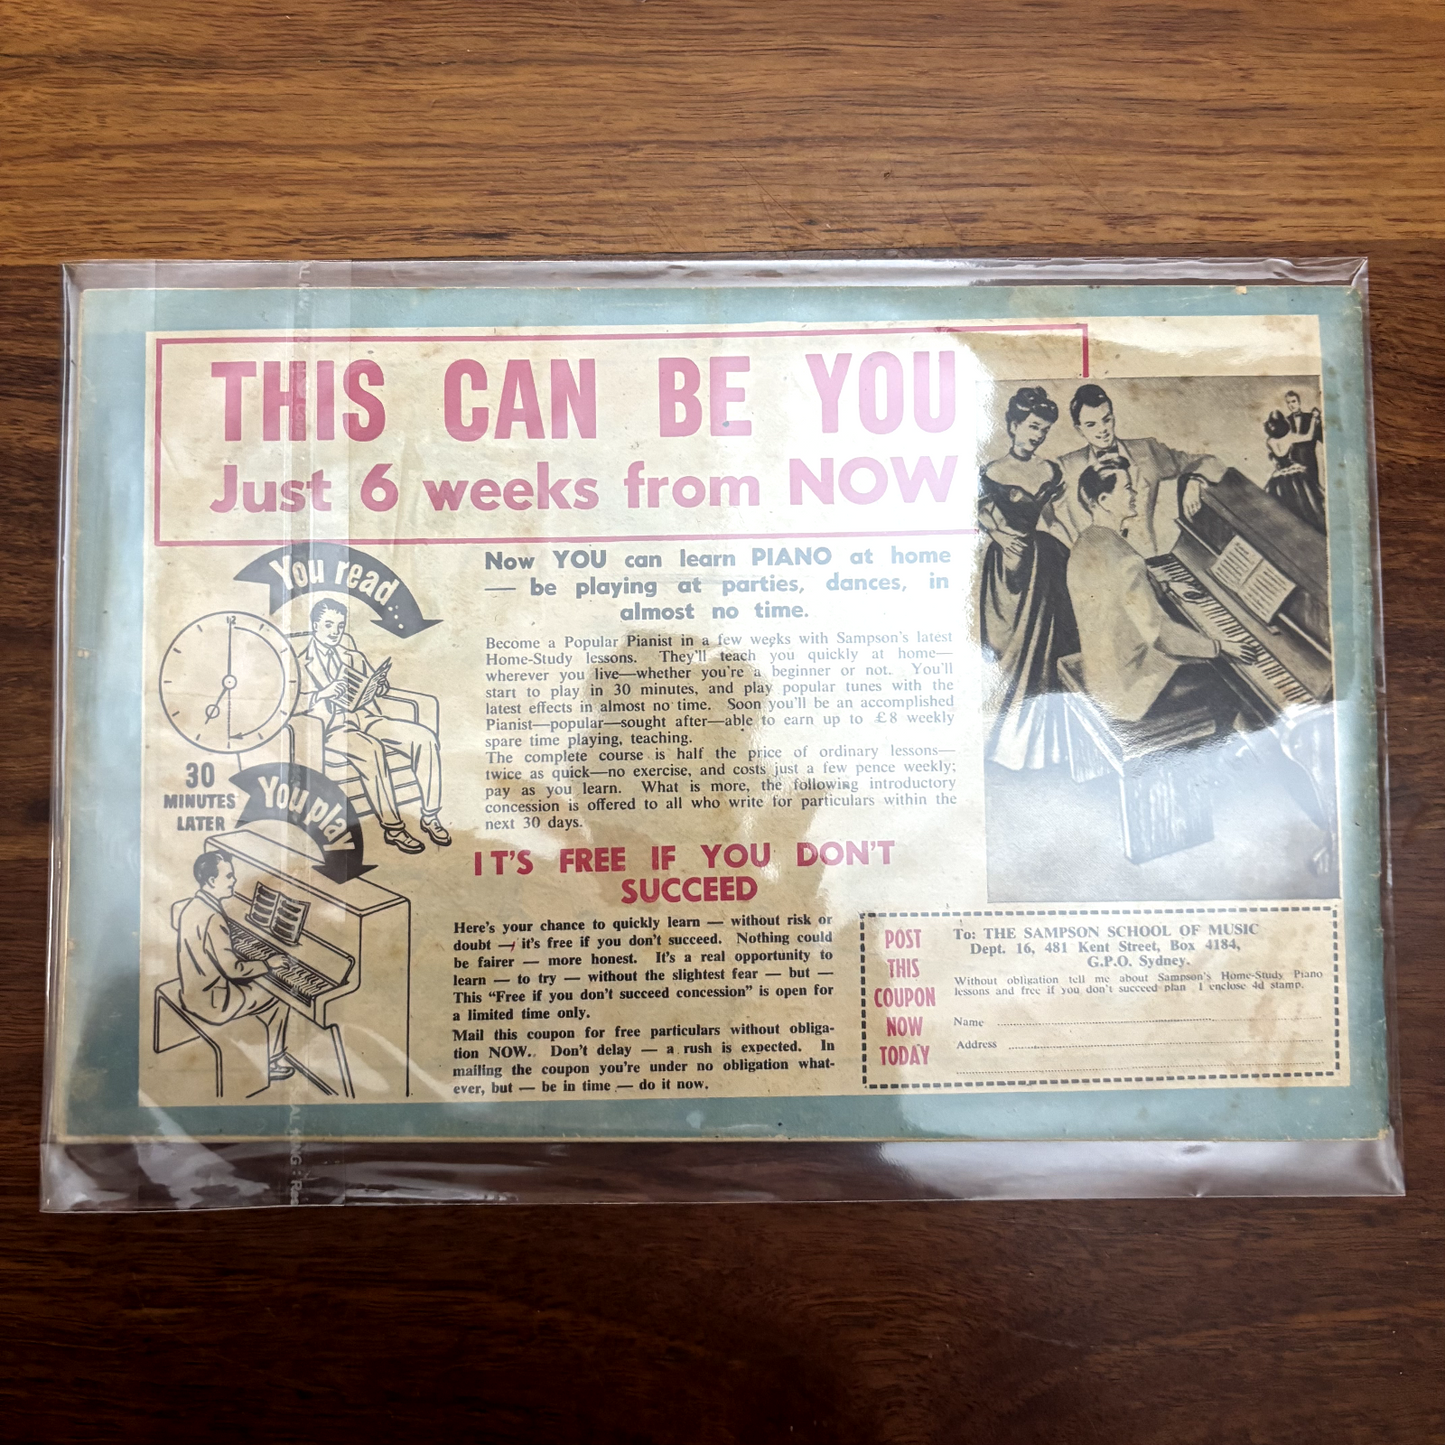 THIS CAN BE YOU
Just 6 weeks from NOW
You read...
12
30
MINUTES
LATER
You play
Now YOU can learn PIANO at home
— be playing at parties, dances, in
almost no time.
Become a Popular Pianist in a few weeks with Sampson's latest
Home-Study lessons. They'll teach you quickly at home—
wherever you live—whether you're a beginner or not. You'll
start to play in 30 minutes, and play popular tunes with the
latest effects in almost no time. Soon you'll be an accomplished
Pianist—popular—sought after—able to earn up to £8 weekly
spare time playing, teaching.
The complete course is half the price of ordinary lessons—
twice as quick—no exercise, and costs just a few pence weekly;
pay as you learn. What is more, the following introductory
concession is offered to all who write for particulars within the
next 30 days.
IT'S FREE IF YOU DON'T
SUCCEED
Here's your chance to quickly learn — without risk or
doubt — it's free if you don't succeed. Nothing could
be fairer — more honest. It's a real opportunity to
learn — to try — without the slightest fear — but —
This "Free if you don't succeed concession" is open for
a limited time only.
Mail this coupon for free particulars without obliga-
tion NOW. Don't delay — a rush is expected. In
mailing the coupon you're under no obligation what-
ever, but — be in time — do it now.
POST
THIS
COUPON
NOW
TODAY
To: THE SAMPSON SCHOOL OF MUSIC
Dept. 16, 481 Kent Street, Box 4184,
G.P.O. Sydney.
Without obligation tell me about Sampson's Home-Study Piano
lessons and free if you don't succeed plan I enclose 4d stamp.
Name
Address